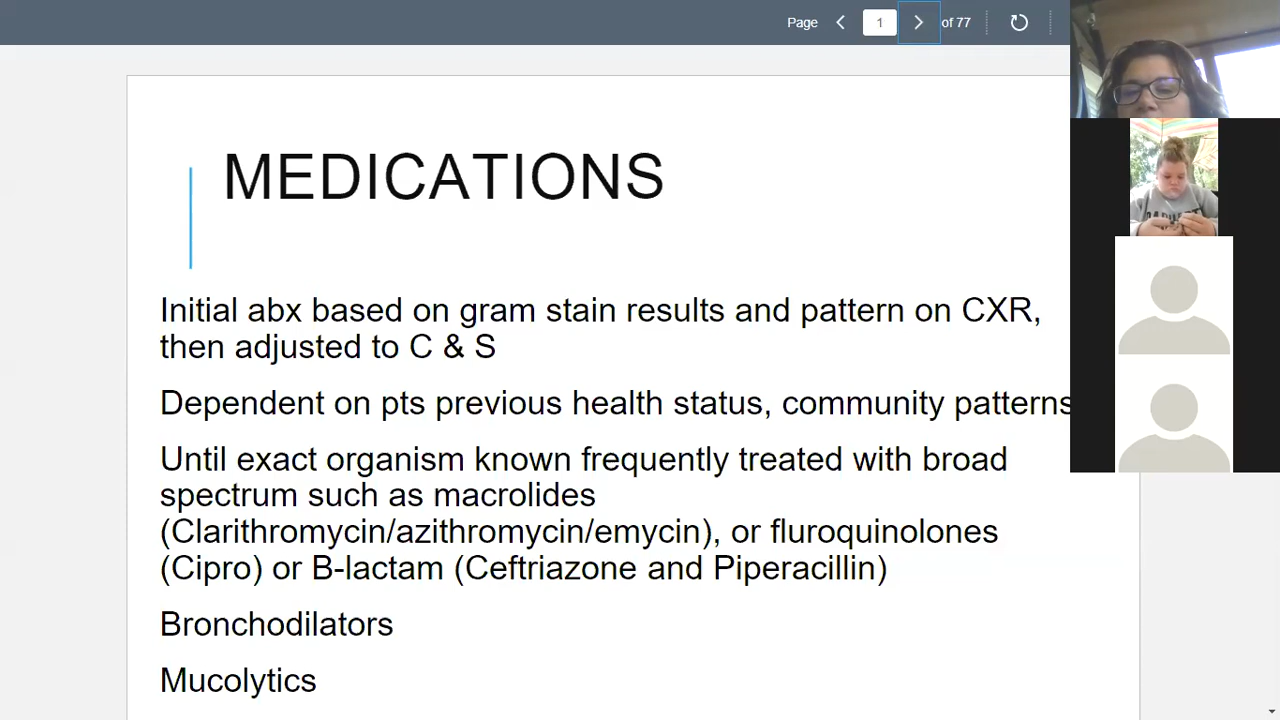 Page 1 of 77
MEDICATIONS
Initial abx based on gram stain results and pattern on CXR,
then adjusted to C & S
Dependent on pts previous health status, community patterns
Until exact organism known frequently treated with broad
spectrum such as macrolides
(Clarithromycin/azithromycin/emycin), or fluroquinolones
(Cipro) or B-lactam (Ceftriazone and Piperacillin)
Bronchodilators
Mucolytics